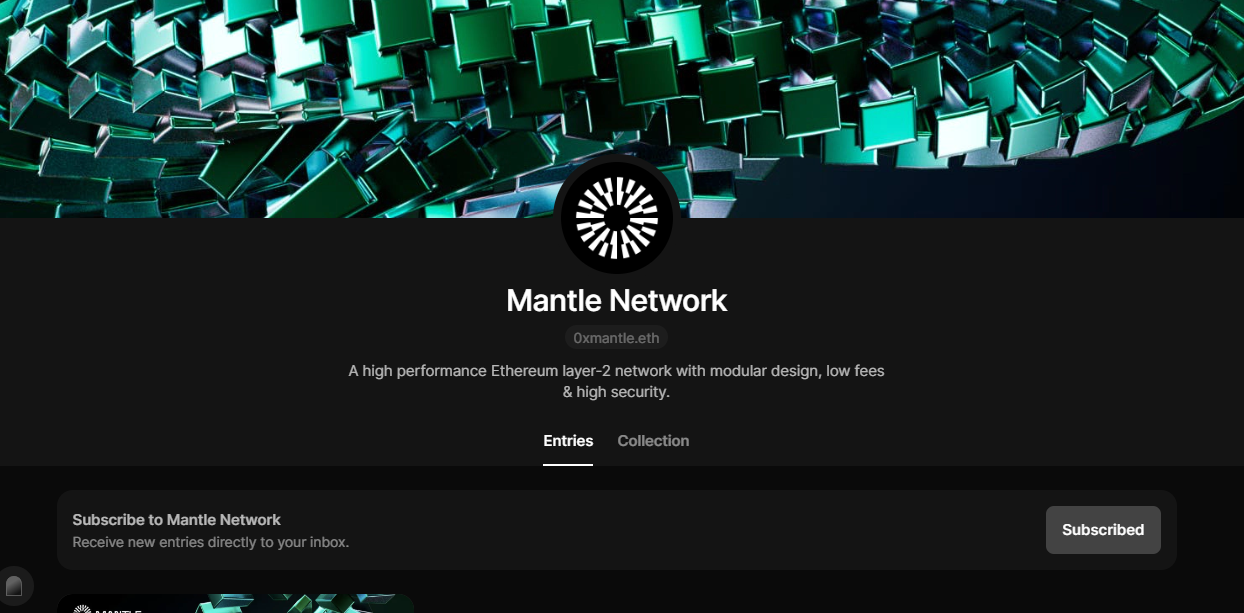 Mantle Network
0xmantle.eth
A high performance Ethereum layer-2 network with modular design, low fees
& high security.
Entries Collection
Subscribe to Mantle Network
Receive new entries directly to your inbox.
Subscribed
MANTLE